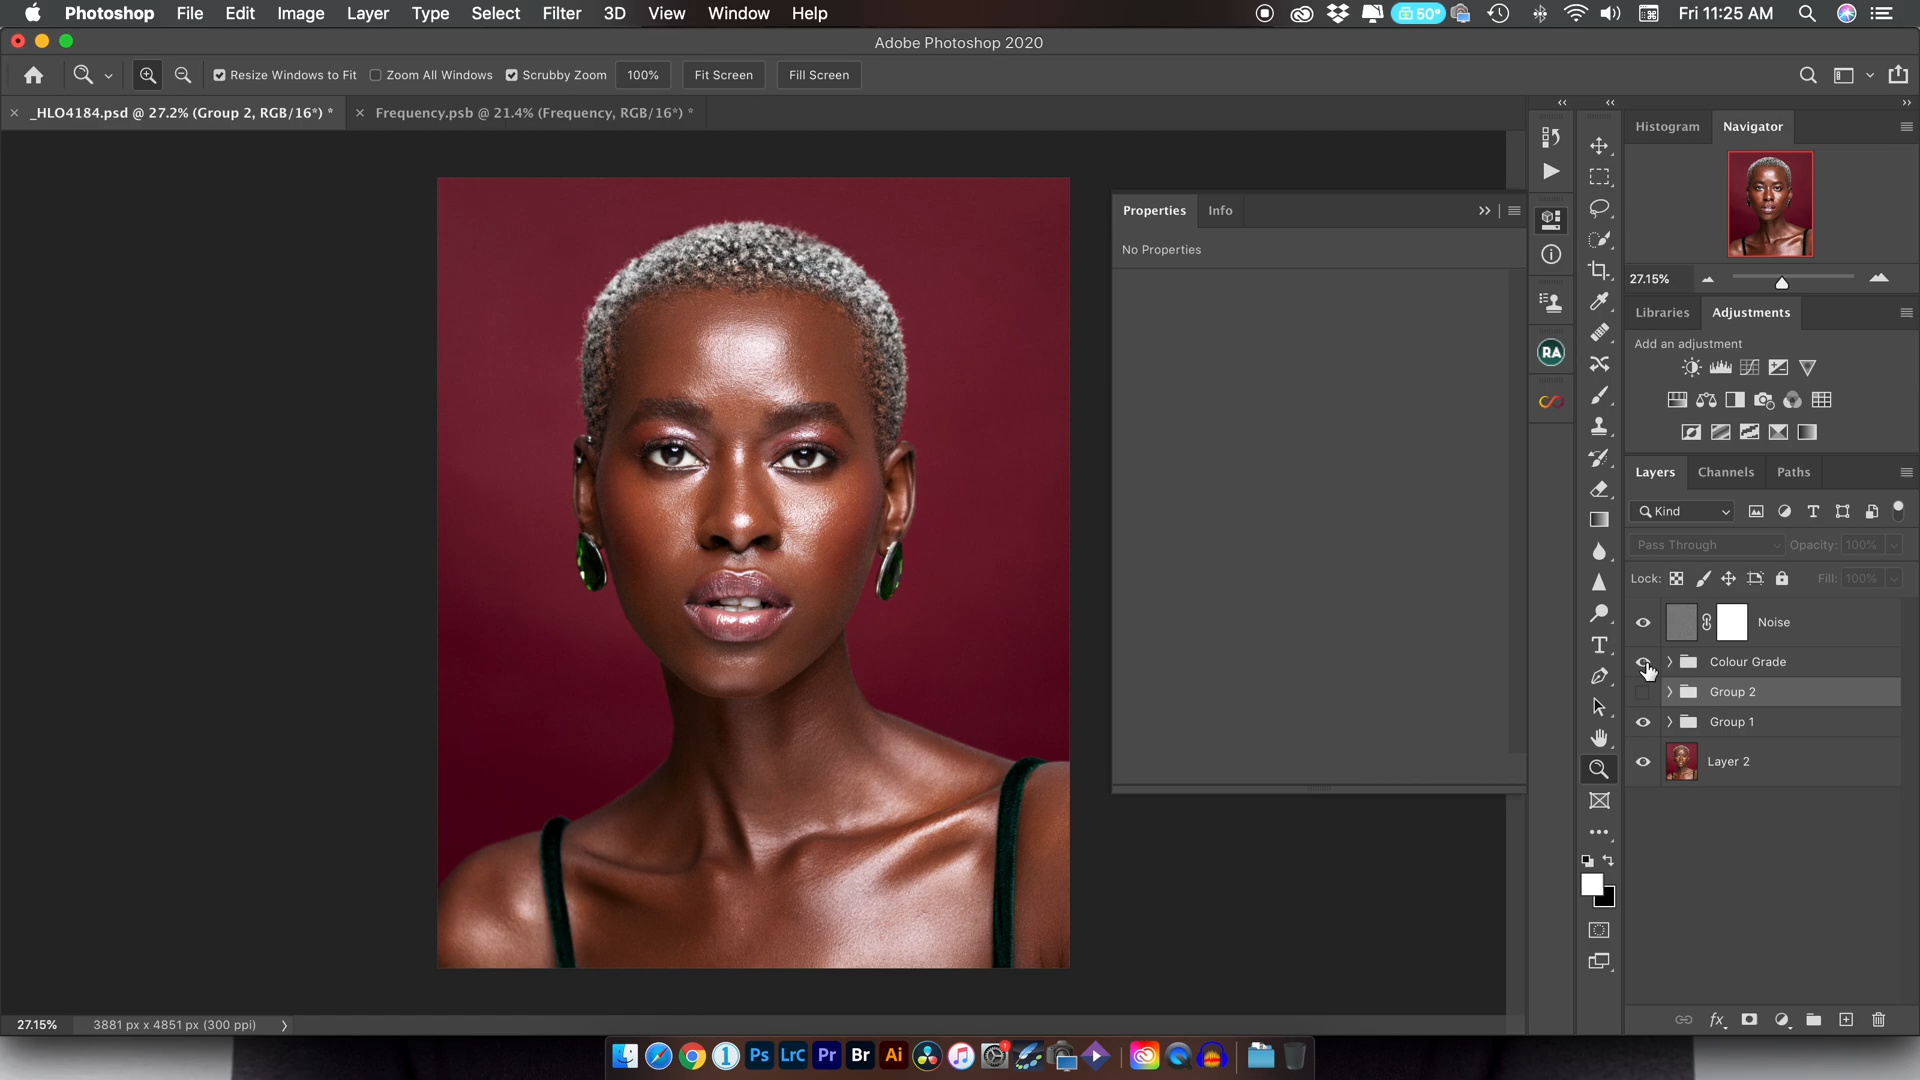 Photoshop File Edit Image Layer Type Select Filter 3D View Window Help 50° Fri 11:25 AM
Adobe Photoshop 2020
Resize Windows to Fit Zoom All Windows Scrubby Zoom 100% Fit Screen Fill Screen
× _HLO4184.psd @ 27.2% (Group 2, RGB/16*) * × Frequency.psb @ 21.4% (Frequency, RGB/16*) *
Histogram Navigator
Properties Info
No Properties
27.15%
Libraries Adjustments
Add an adjustment
RA
Layers Channels Paths
Kind
Pass Through Opacity: 100%
Lock: Fill: 100%
Noise
Colour Grade
Group 2
Group 1
Layer 2
fx
27.15% 3881 px x 4851 px (300 ppi)
1 Ps LrC Pr Br Ai 1